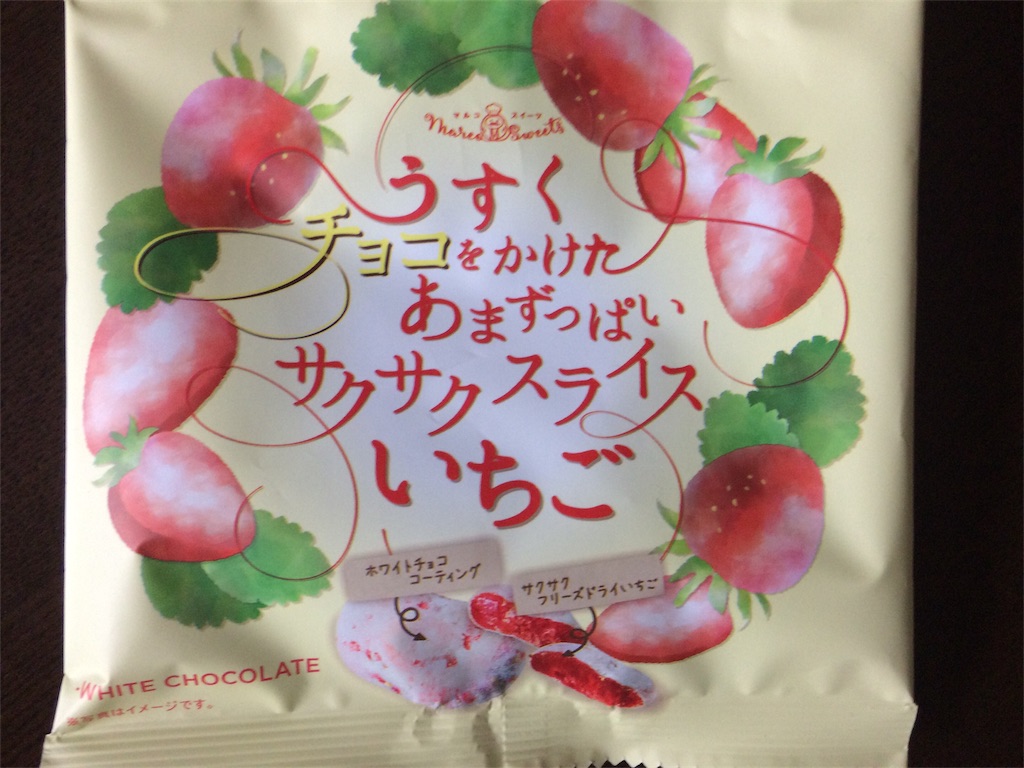 マルコ スイーツ
Marco Sweets
うすく
チョコをかけた
あまずっぱい
サクサクスライス
いちご
ホワイトチョコ
コーティング
サクサク
フリーズドライいちご
WHITE CHOCOLATE
※写真はイメージです。